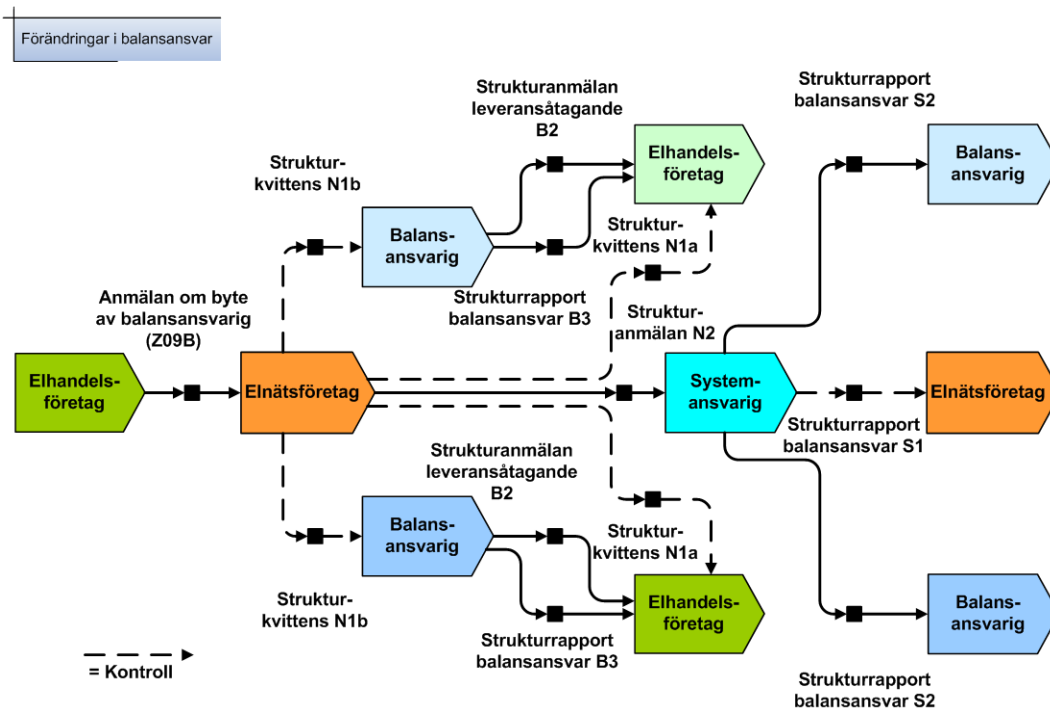 Förändringar i balansansvar
Strukturanmälan
leveransåtagande
B2
Strukturrapport
balansansvar S2
Elhandels-
företag
Balans-
ansvarig
Struktur-
kvittens N1b
Balans-
ansvarig
Struktur-
kvittens N1a
Strukturrapport
balansansvar B3
Anmälan om byte
av balansansvarig
(Z09B)
Struktur-
anmälan N2
Elhandels-
företag
Elnätsföretag
System-
ansvarig
Elnätsföretag
Strukturrapport
balansansvar S1
Strukturanmälan
leveransåtagande
B2
Balans-
ansvarig
Struktur-
kvittens N1a
Struktur-
kvittens N1b
Elhandels-
företag
Balans-
ansvarig
Strukturrapport
balansansvar B3
= Kontroll
Strukturrapport
balansansvar S2